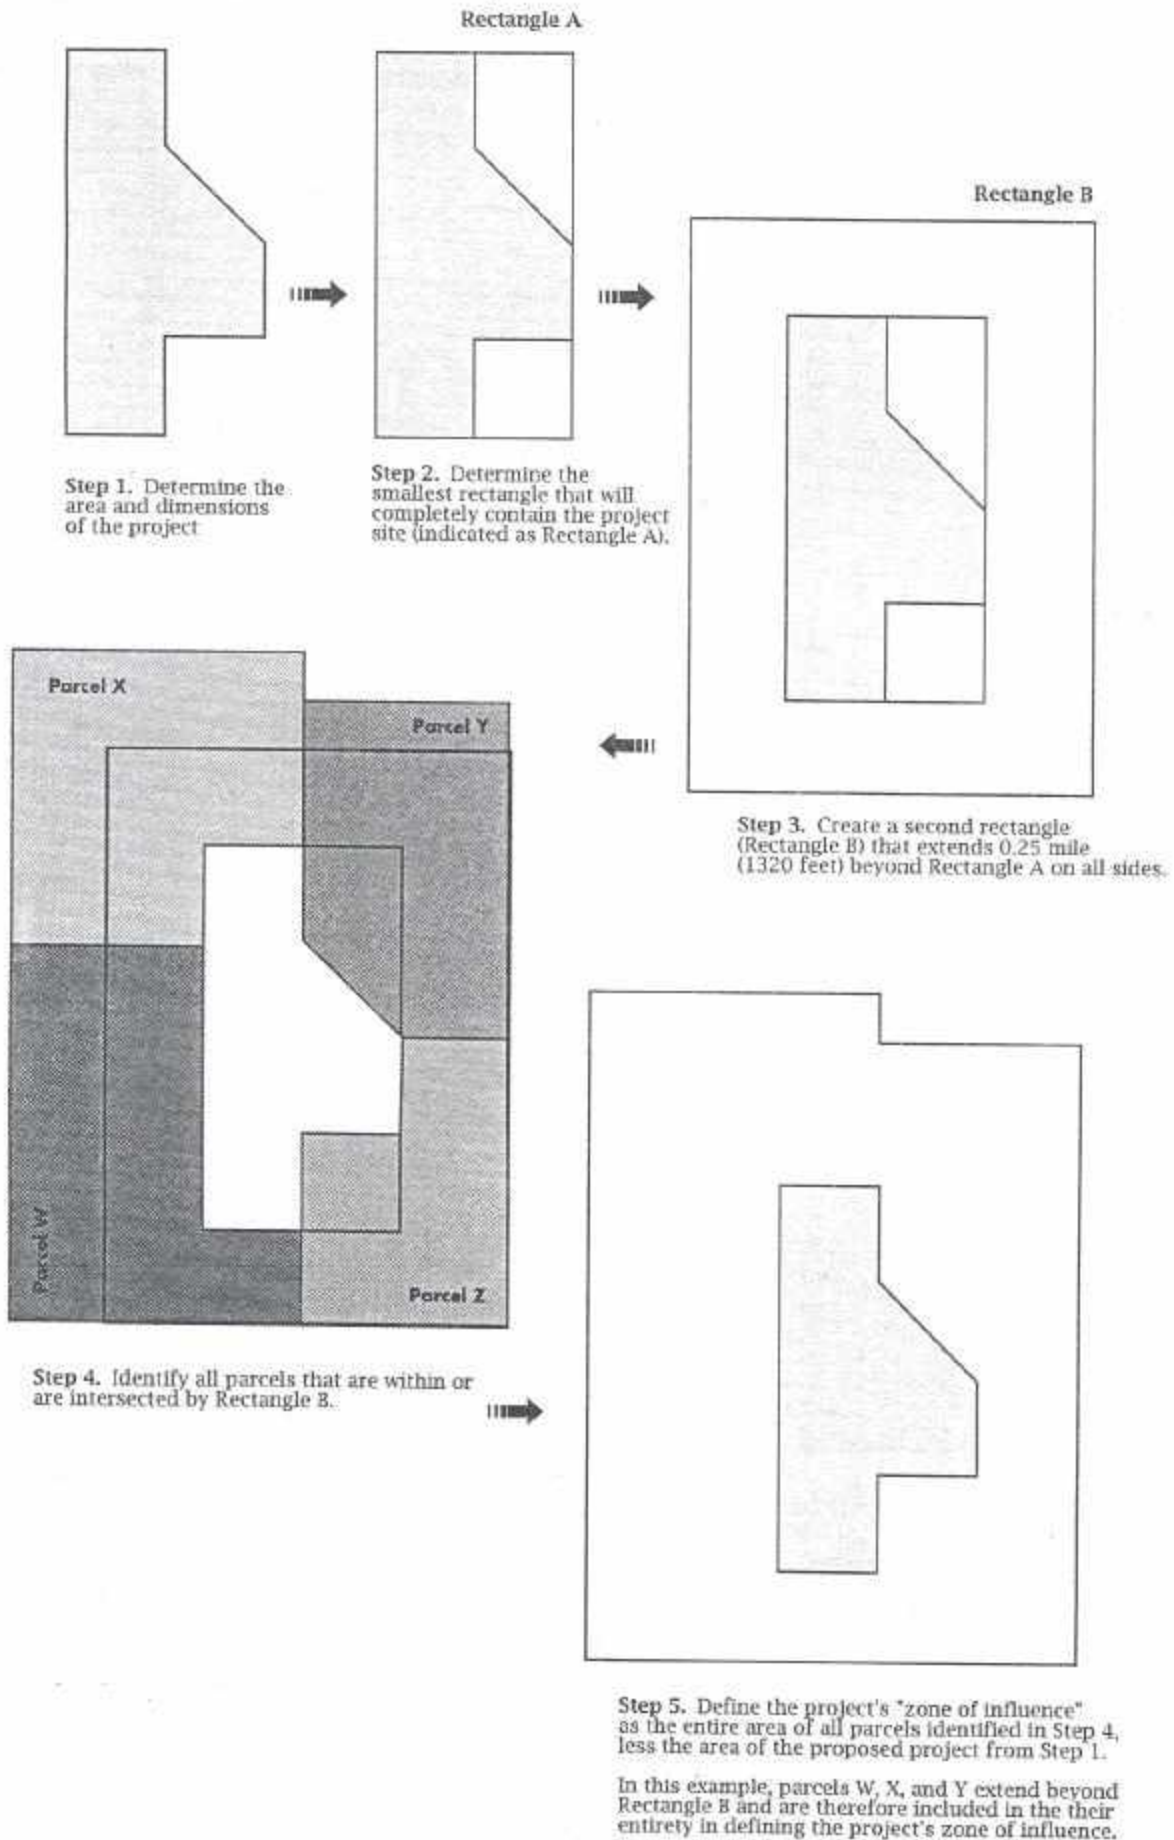 Rectangle A
Rectangle B
Step 1. Determine the
area and dimensions
of the project
Step 2. Determine the
smallest rectangle that will
completely contain the project
site (indicated as Rectangle A).
Step 3. Create a second rectangle
(Rectangle B) that extends 0.25 mile
(1320 feet) beyond Rectangle A on all sides.
Parcel X
Parcel Y
Parcel W
Parcel Z
Step 4. Identify all parcels that are within or
are intersected by Rectangle B.
Step 5. Define the project's "zone of influence"
as the entire area of all parcels identified in Step 4,
less the area of the proposed project from Step 1.
In this example, parcels W, X, and Y extend beyond
Rectangle B and are therefore included in the their
entirety in defining the project's zone of influence.